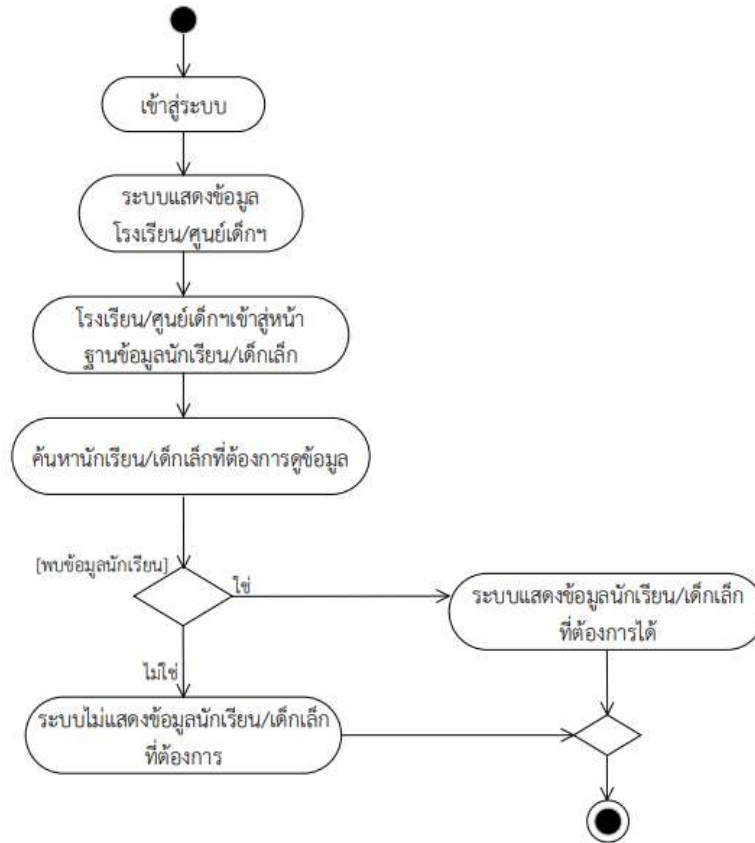 เข้าสู่ระบบ
ระบบแสดงข้อมูล
โรงเรียน/ศูนย์เด็กฯ
โรงเรียน/ศูนย์เด็กฯเข้าสู่หน้า
ฐานข้อมูลนักเรียน/เด็กเล็ก
ค้นหานักเรียน/เด็กเล็กที่ต้องการดูข้อมูล
[พบข้อมูลนักเรียน]
ใช่
ระบบแสดงข้อมูลนักเรียน/เด็กเล็ก
ที่ต้องการได้
ไม่ใช่
ระบบไม่แสดงข้อมูลนักเรียน/เด็กเล็ก
ที่ต้องการ